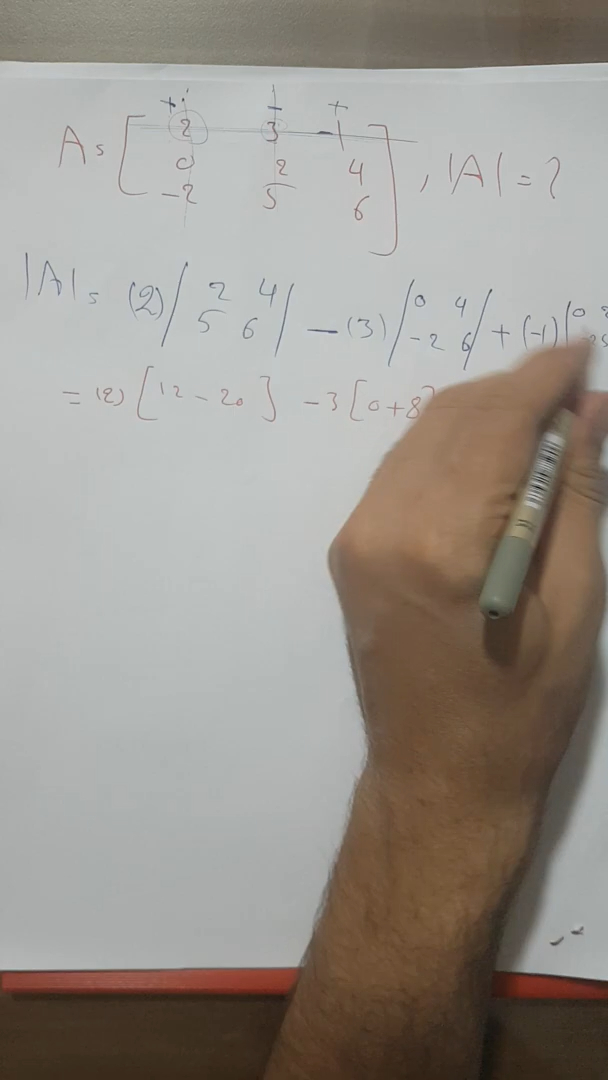 + - +
A = [ 2 3 -1
0 2 4
-2 5 6 ] , |A| = ?
|A| = (2) | 2 4
5 6 | - (3) | 0 4
-2 6 | + (-1) | 0
= (2) [ 12 - 20 ] - 3 [ 0 + 8